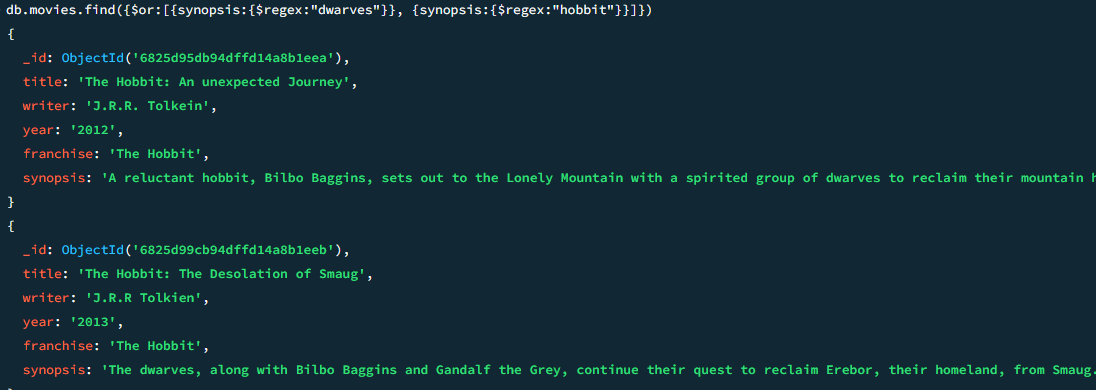 db.movies.find({$or:[{synopsis:{$regex:"dwarves"}}, {synopsis:{$regex:"hobbit"}}]})
{
_id: ObjectId('6825d95db94dffd14a8b1eea'),
title: 'The Hobbit: An unexpected Journey',
writer: 'J.R.R. Tolkein',
year: '2012',
franchise: 'The Hobbit',
synopsis: 'A reluctant hobbit, Bilbo Baggins, sets out to the Lonely Mountain with a spirited group of dwarves to reclaim their mountain h
}
{
_id: ObjectId('6825d99cb94dffd14a8b1eeb'),
title: 'The Hobbit: The Desolation of Smaug',
writer: 'J.R.R Tolkien',
year: '2013',
franchise: 'The Hobbit',
synopsis: 'The dwarves, along with Bilbo Baggins and Gandalf the Grey, continue their quest to reclaim Erebor, their homeland, from Smaug.